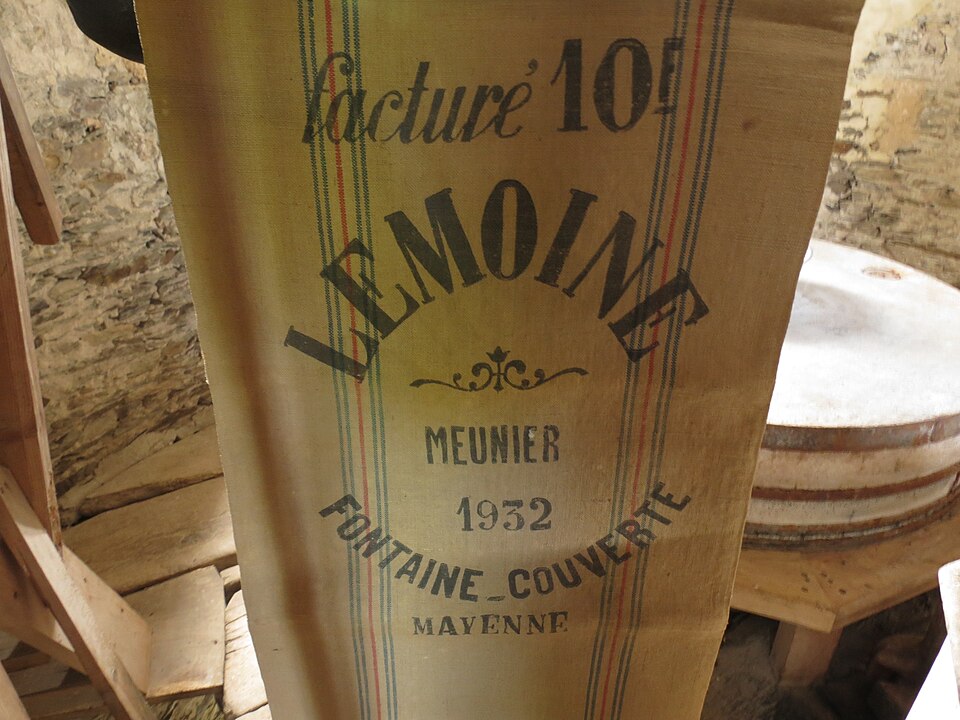 facturé 10F
LEMOINE
MEUNIER
1932
FONTAINE_COUVERTE
MAYENNE